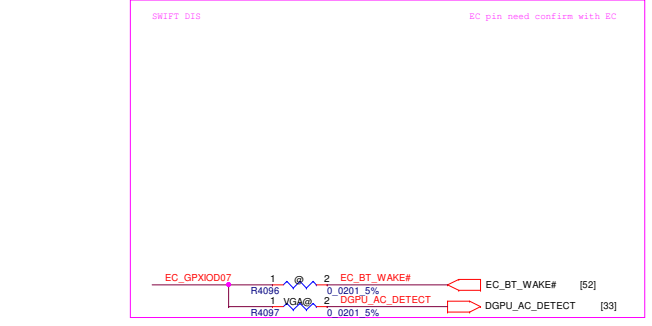 SWIFT DIS EC pin need confirm with EC
EC_GPXIOD07 1 @ 2 EC_BT_WAKE#
R4096 0_0201_5% EC_BT_WAKE# [52]
1 VGA@ 2 DGPU_AC_DETECT
R4097 0_0201_5% DGPU_AC_DETECT [33]